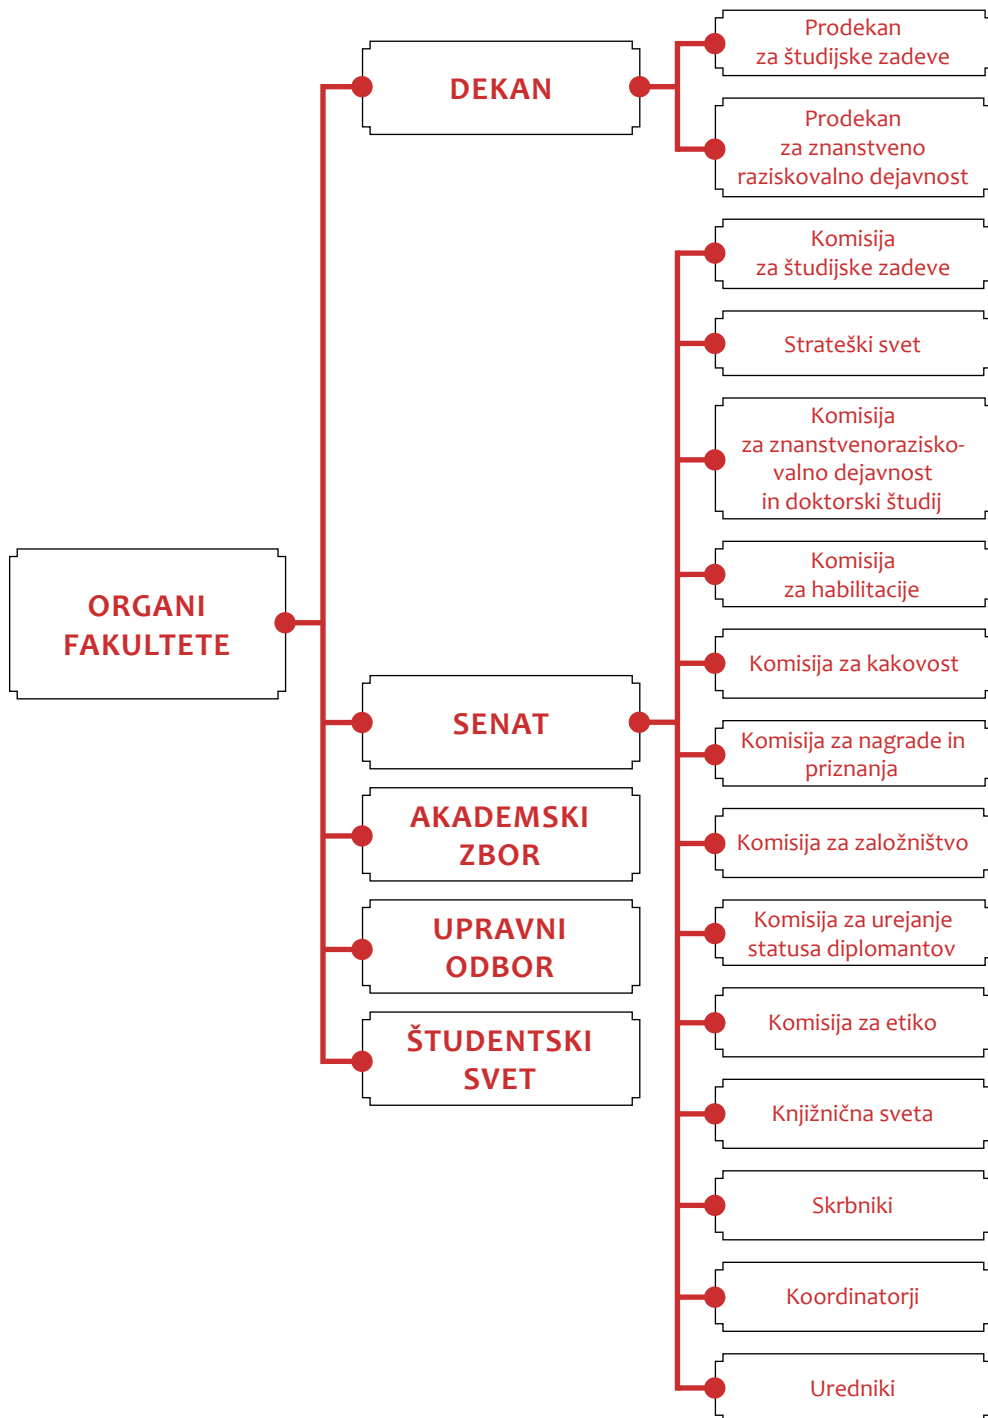 ORGANI
FAKULTETE
DEKAN
Prodekan
za študijske zadeve
Prodekan
za znanstveno
raziskovalno dejavnost
SENAT
Komisija
za študijske zadeve
Strateški svet
Komisija
za znanstvenorazisko-
valno dejavnost
in doktorski študij
Komisija
za habilitacije
Komisija za kakovost
Komisija za nagrade in
priznanja
Komisija za založništvo
Komisija za urejanje
statusa diplomantov
Komisija za etiko
Knjižnična sveta
Skrbniki
Koordinatorji
Uredniki
AKADEMSKI
ZBOR
UPRAVNI
ODBOR
ŠTUDENTSKI
SVET